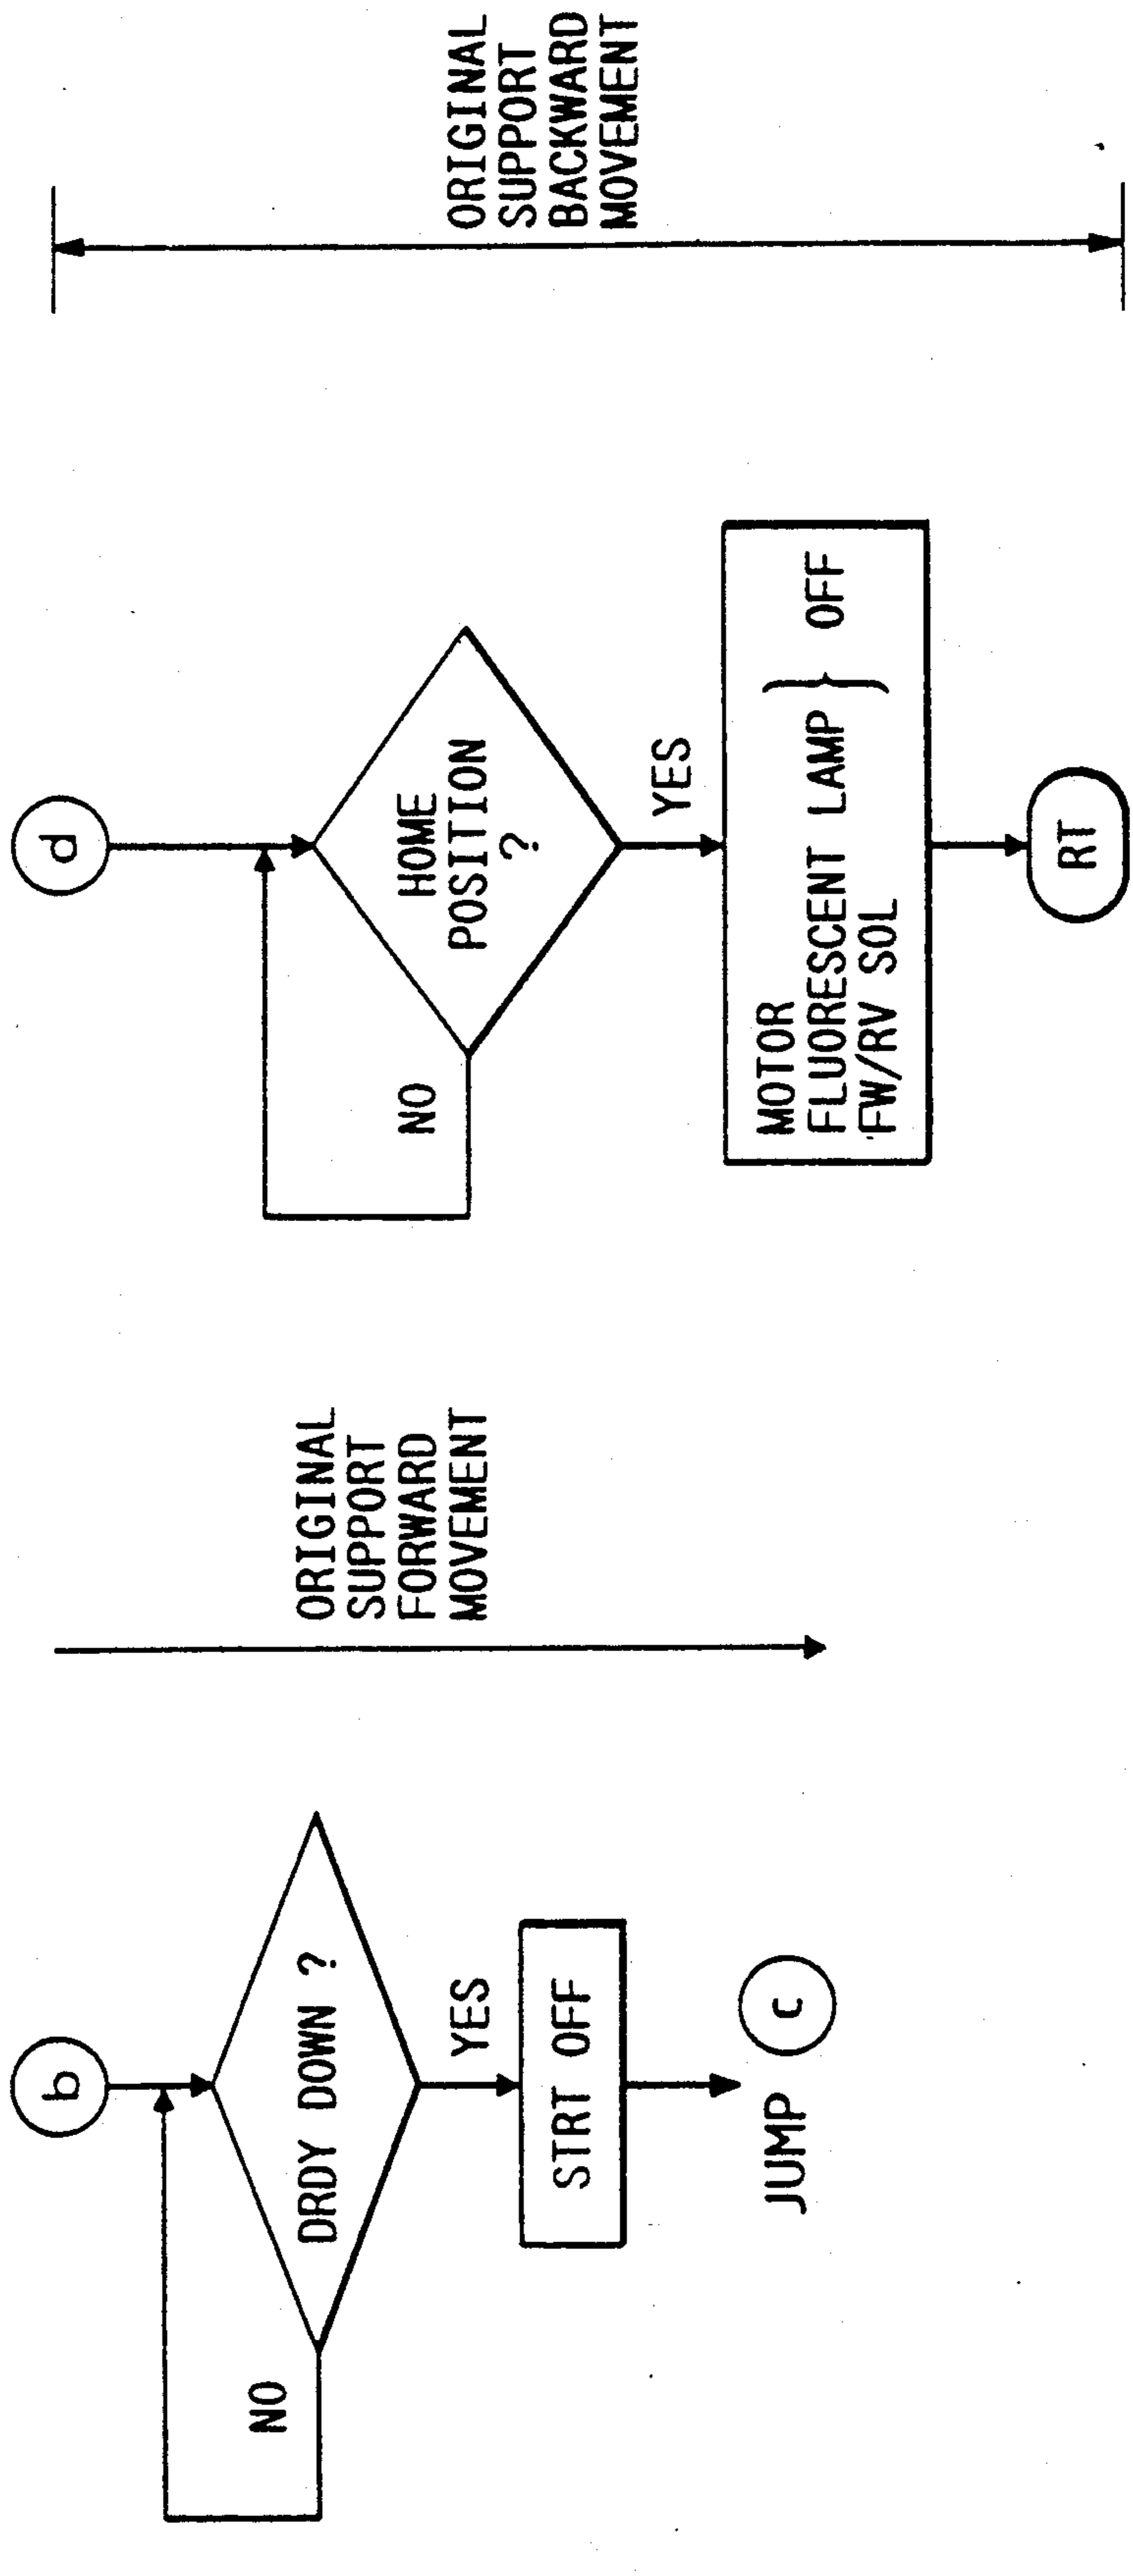 b
NO
DRDY DOWN ?
YES
STRT OFF
JUMP c
ORIGINAL
SUPPORT
FORWARD
MOVEMENT
d
NO
HOME
POSITION
?
YES
MOTOR
FLUORESCENT LAMP } OFF
FW/RV SOL
RT
ORIGINAL
SUPPORT
BACKWARD
MOVEMENT